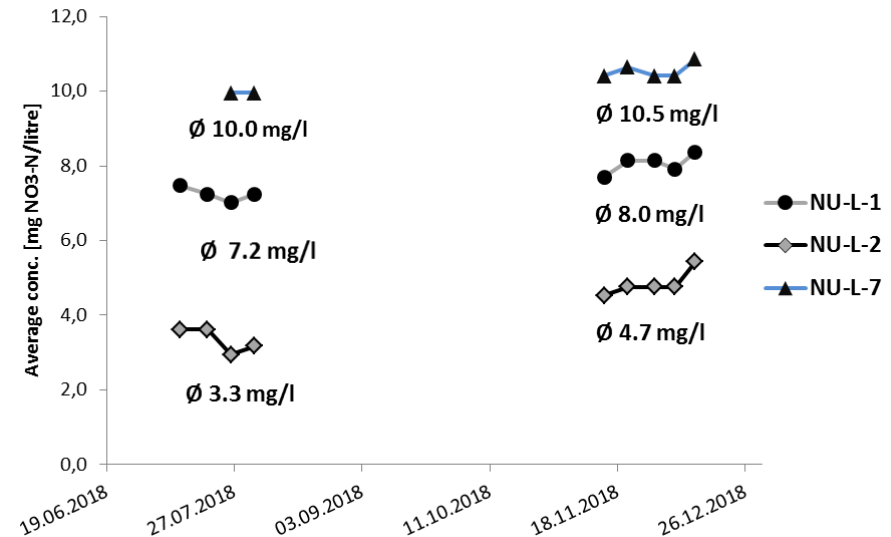 12,0
10,0
8,0
6,0
4,0
2,0
0,0
Average conc. [mg NO3-N/litre]
Ø 10.0 mg/l
Ø 10.5 mg/l
Ø 7.2 mg/l
Ø 8.0 mg/l
Ø 3.3 mg/l
Ø 4.7 mg/l
NU-L-1
NU-L-2
NU-L-7
19.06.2018
27.07.2018
03.09.2018
11.10.2018
18.11.2018
26.12.2018